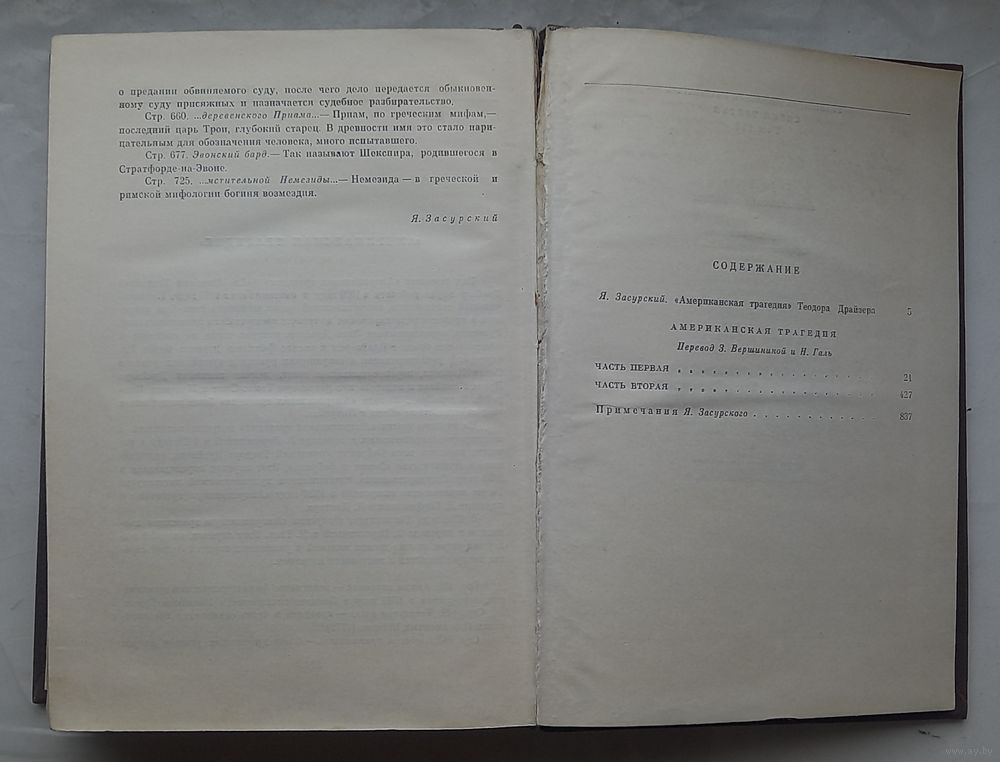 о предании обвиняемого суду, после чего дело передается обыкновен-
ному суду присяжных и назначается судебное разбирательство.
Стр. 660. ...деревенского Приама...— Приам, по греческим мифам,—
последний царь Трои, глубокий старец. В древности имя это стало нари-
цательным для обозначения человека, много испытавшего.
Стр. 677. Эвонский бард.— Так называют Шекспира, родившегося в
Стратфорде-на-Эвоне.
Стр. 725. ...мстительной Немезиды...— Немезида — в греческой и
римской мифологии богиня возмездия.
Я. Засурский
СОДЕРЖАНИЕ
Я. Засурский. «Американская трагедия» Теодора Драйзера 5
АМЕРИКАНСКАЯ ТРАГЕДИЯ
Перевод З. Вершининой и Н. Галь
ЧАСТЬ ПЕРВАЯ . . . . . . . . . . . . . . . . 21
ЧАСТЬ ВТОРАЯ . . . . . . . . . . . . . . . . 427
Примечания Я. Засурского . . . . . . . . . . . 837
www.ay.by